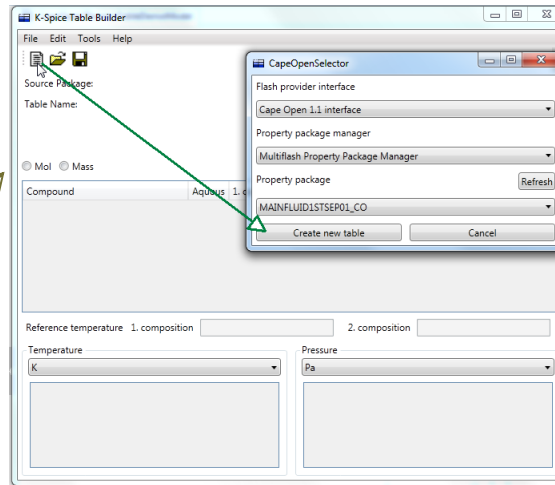 K-Spice Table Builder
File Edit Tools Help
Source Package:
Table Name:
Mol Mass
Compound Aqueus 1. c
CapeOpenSelector
Flash provider interface
Cape Open 1.1 interface
Property package manager
Multiflash Property Package Manager
Property package Refresh
MAINFLUID1STSEP01_CO
Create new table Cancel
Reference temperature 1. composition 2. composition
Temperature Pressure
K Pa